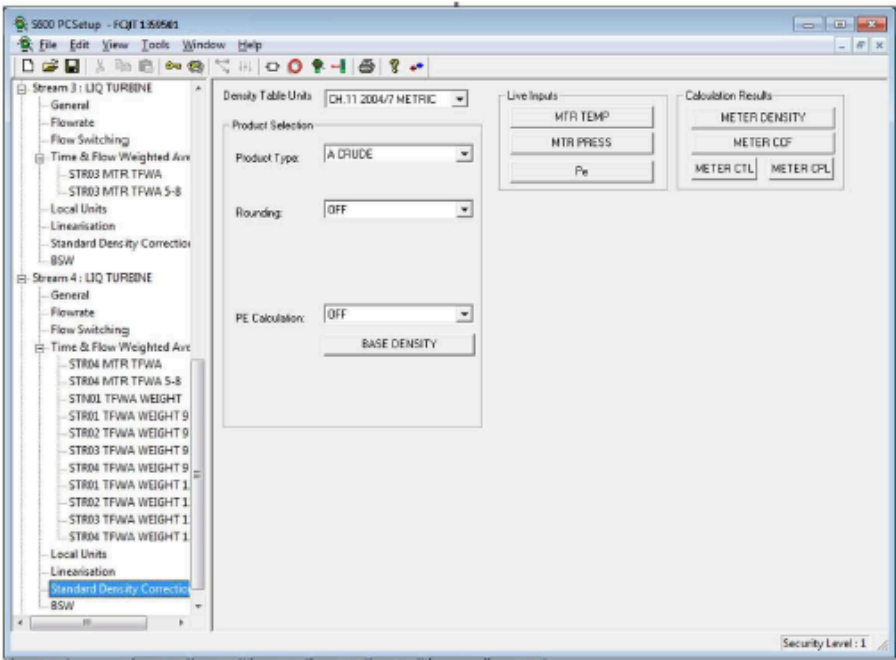 S600 PCSetup - FCJIT 1359501
File Edit View Tools Window Help
Stream 3 : LIQ TURBINE
General
Flowrate
Flow Switching
Time & Flow Weighted Ave
STR03 MTR TFWA
STR03 MTR TFWA 5-8
Local Units
Linearisation
Standard Density Correctio
BSW
Stream 4 : LIQ TURBINE
General
Flowrate
Flow Switching
Time & Flow Weighted Ave
STR04 MTR TFWA
STR04 MTR TFWA 5-8
STN01 TFWA WEIGHT
STR01 TFWA WEIGHT 9
STR02 TFWA WEIGHT 9
STR03 TFWA WEIGHT 9
STR04 TFWA WEIGHT 9
STR01 TFWA WEIGHT 1
STR02 TFWA WEIGHT 1
STR03 TFWA WEIGHT 1
STR04 TFWA WEIGHT 1
Local Units
Linearisation
Standard Density Correctio
BSW
Density Table Units CH.11 2004/7 METRIC
Product Selection
Product Type: A CRUDE
Rounding: OFF
PE Calculation: OFF
BASE DENSITY
Live Inputs
MTR TEMP
MTR PRESS
Pe
Calculation Results
METER DENSITY
METER CCF
METER CTL METER CPL
Security Level : 1